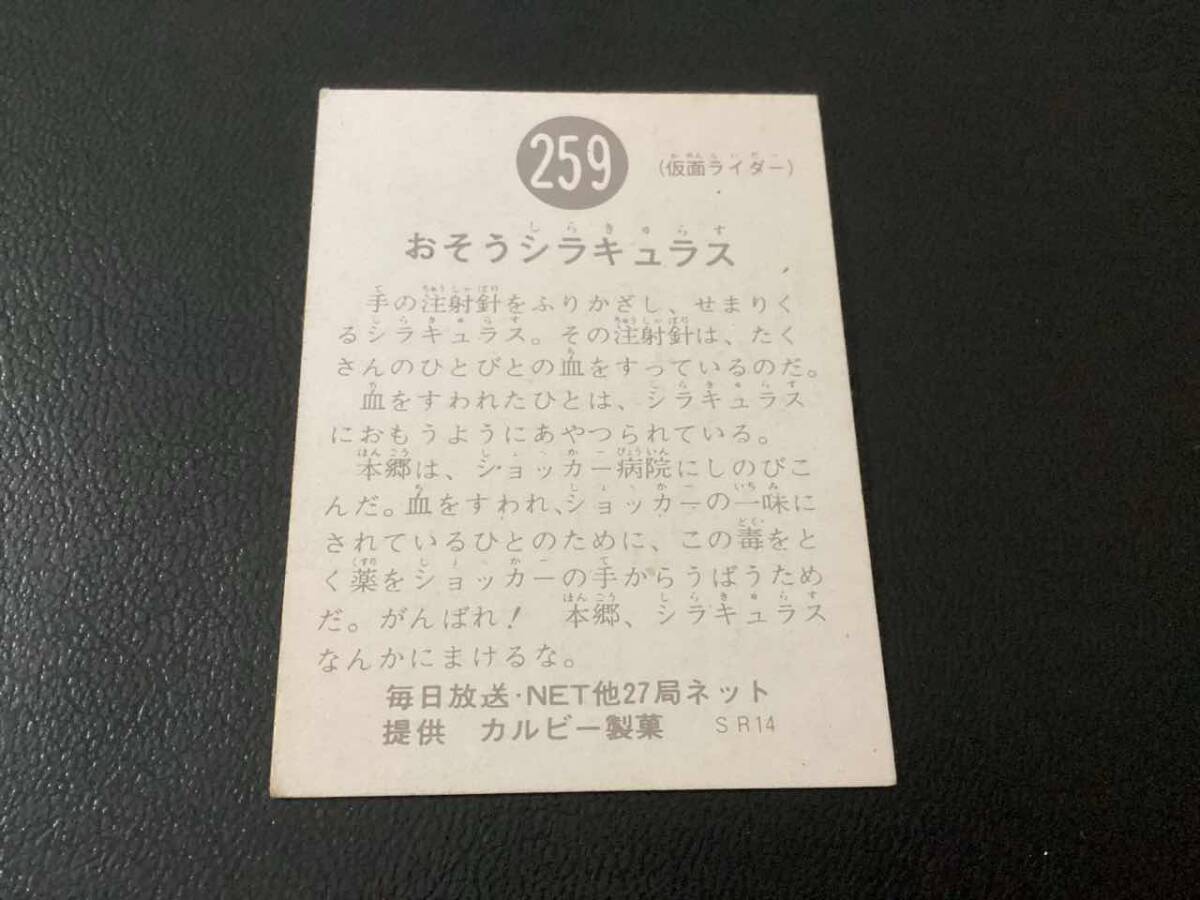 259 (仮面ライダー)
おそうシラキュラス
手の注射針をふりかざし、せまりく
るシラキュラス。その注射針は、たく
さんのひとびとの血をすっているのだ。
血をすわれたひとは、シラキュラス
におもうようにあやつられている。
本郷は、ショッカー病院にしのびこ
んだ。血をすわれ、ショッカーの一味に
されているひとのために、この毒をと
く薬をショッカーの手からうばうため
だ。がんばれ! 本郷、シラキュラス
なんかにまけるな。
毎日放送・NET他27局ネット
提供 カルビー製菓 SR14